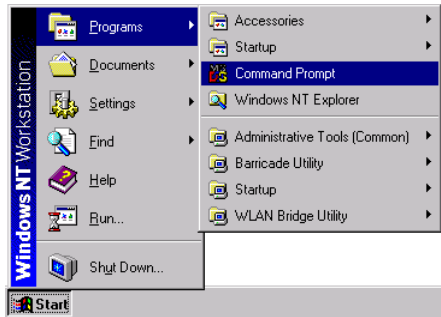 Windows NT Workstation
Programs
Documents
Settings
Find
Help
Run...
Shut Down...
Start
Accessories
Startup
Command Prompt
Windows NT Explorer
Administrative Tools (Common)
Barricade Utility
Startup
WLAN Bridge Utility